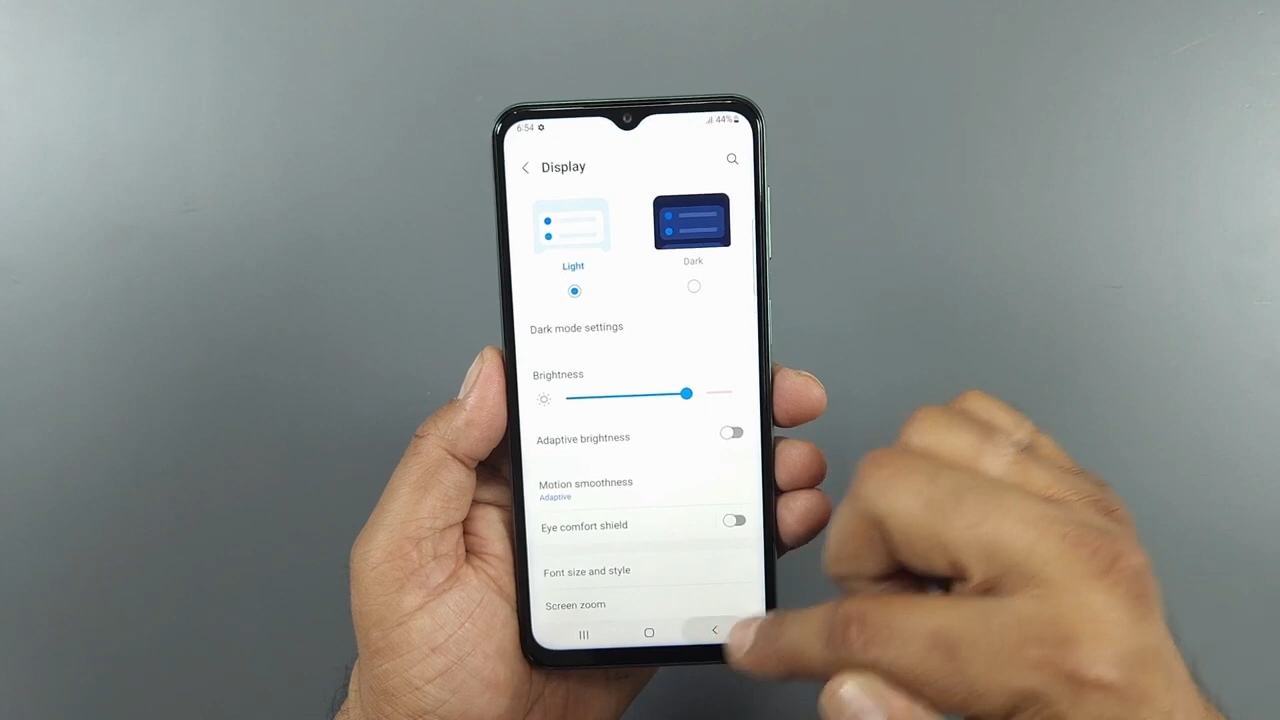 6:54
44%
Display
Light
Dark
Dark mode settings
Brightness
Adaptive brightness
Motion smoothness
Adaptive
Eye comfort shield
Font size and style
Screen zoom